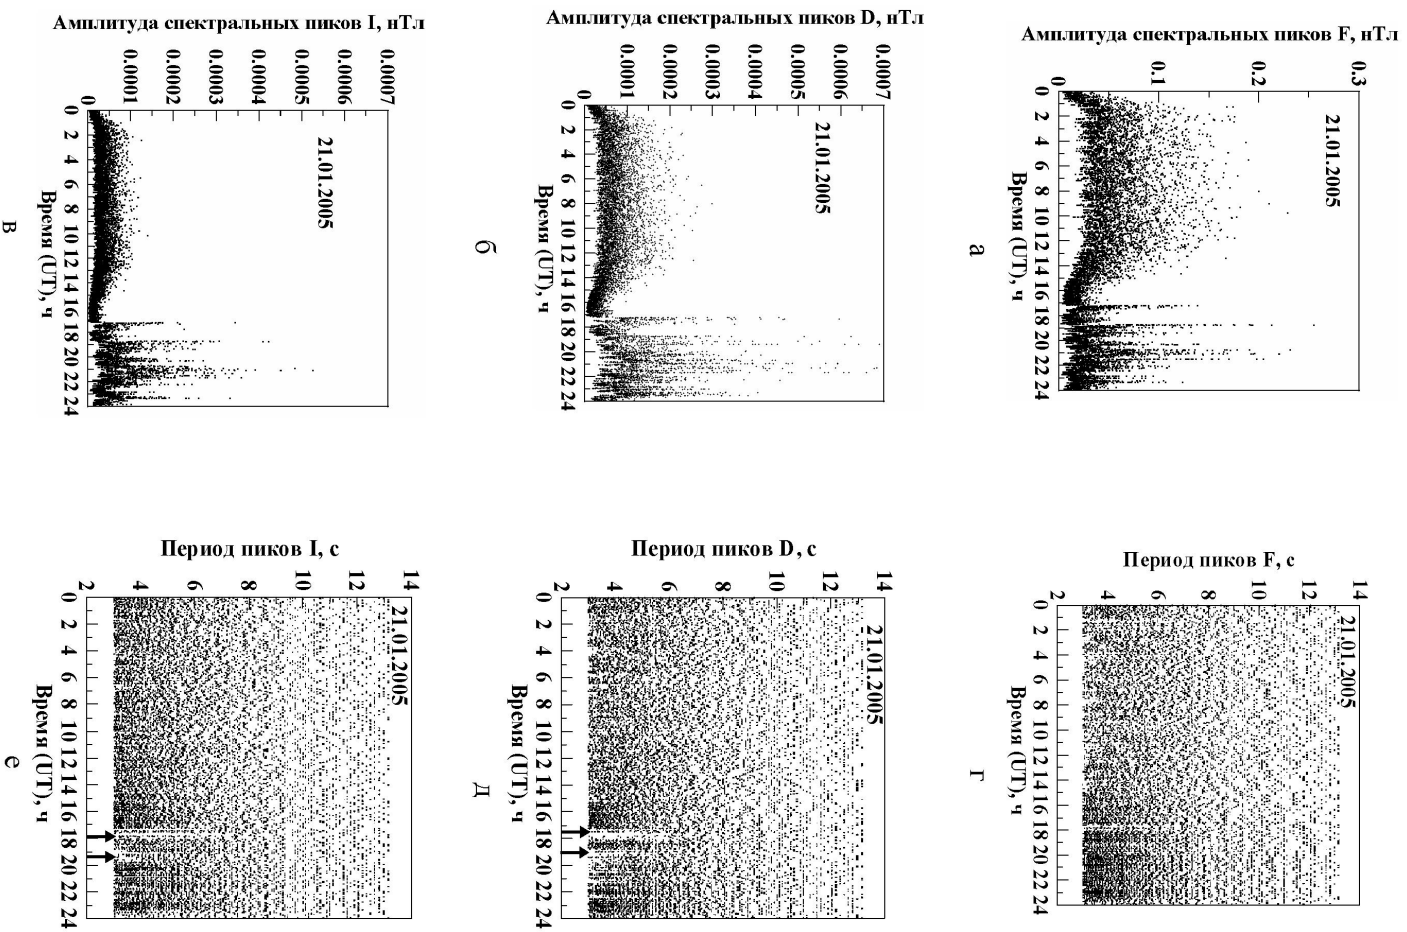 Амплитуда спектральных пиков I, нТл
0 0.0001 0.0002 0.0003 0.0004 0.0005 0.0006 0.0007
21.01.2005
0 2 4 6 8 10 12 14 16 18 20 22 24
Время (UT), ч
в
Амплитуда спектральных пиков D, нТл
0 0.0001 0.0002 0.0003 0.0004 0.0005 0.0006 0.0007
21.01.2005
0 2 4 6 8 10 12 14 16 18 20 22 24
Время (UT), ч
б
Амплитуда спектральных пиков F, нТл
0 0.1 0.2 0.3
21.01.2005
0 2 4 6 8 10 12 14 16 18 20 22 24
Время (UT), ч
а
Период пиков I, с
2 4 6 8 10 12 14
21.01.2005
0 2 4 6 8 10 12 14 16 18 20 22 24
Время (UT), ч
е
Период пиков D, с
2 4 6 8 10 12 14
21.01.2005
0 2 4 6 8 10 12 14 16 18 20 22 24
Время (UT), ч
д
Период пиков F, с
2 4 6 8 10 12 14
21.01.2005
0 2 4 6 8 10 12 14 16 18 20 22 24
Время (UT), ч
г